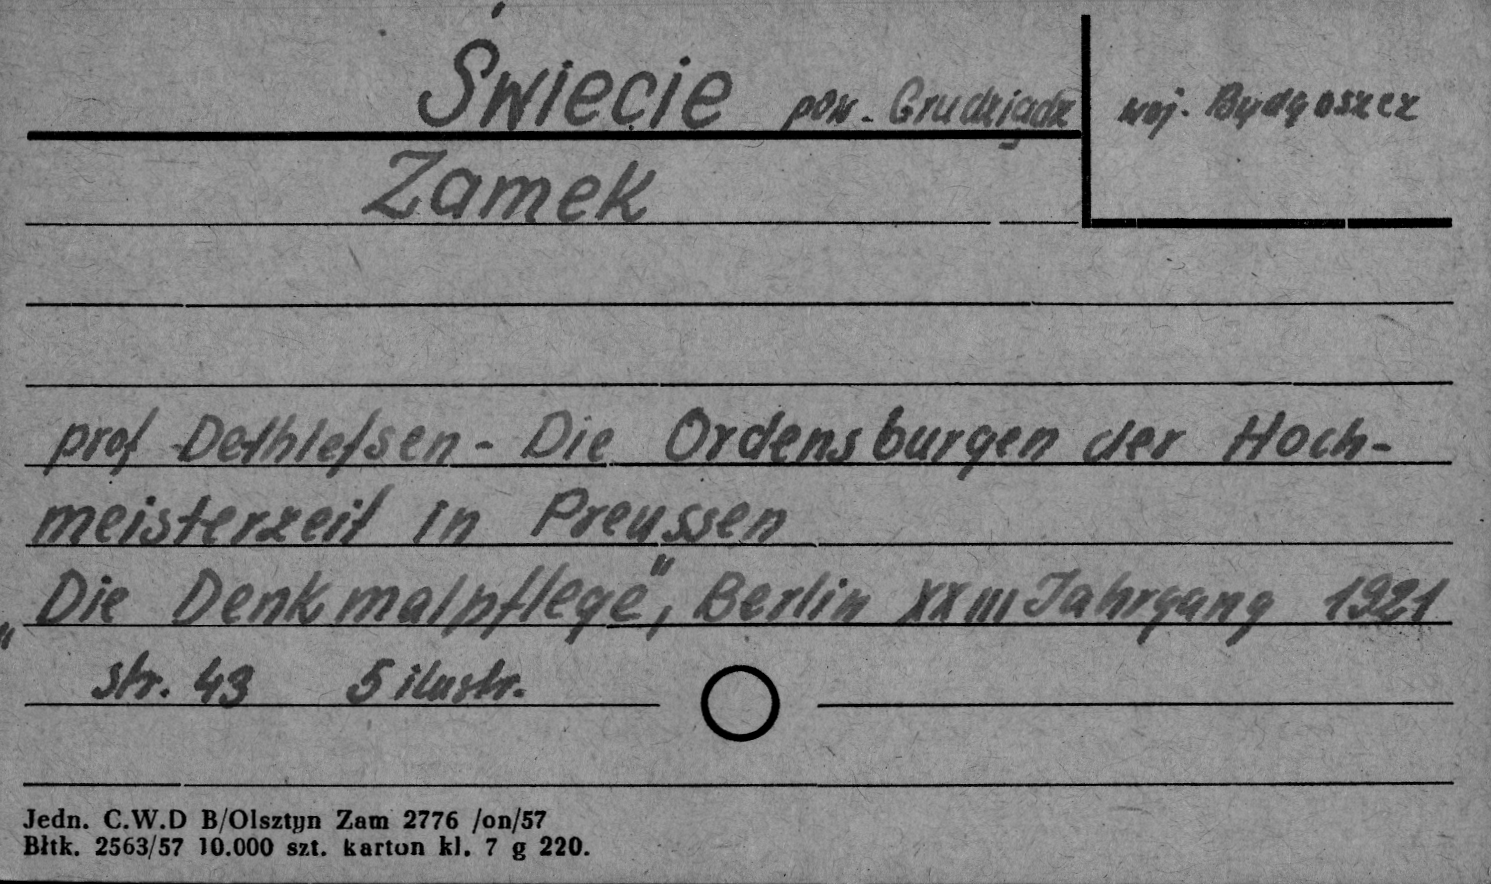 Świecie pow. Grudziądz woj. Bydgoszcz
Zamek
prof Dethlefsen - Die Ordensburgen der Hoch-
meisterzeit in Preussen
„Die Denkmalpflege", Berlin XXIII Jahrgang 1921
str. 43 5 ilustr.
Jedn. C.W.D B/Olsztyn Zam 2776 /on/57
Bltk. 2563/57 10.000 szt. karton kl. 7 g 220.